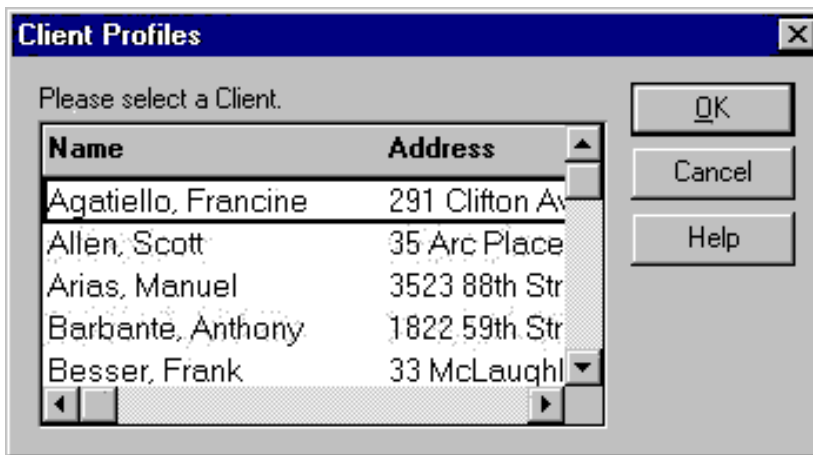 Client Profiles
Please select a Client.
Name Address
Agatiello, Francine 291 Clifton Av
Allen, Scott 35 Arc Place
Arias, Manuel 3523 88th Str
Barbante, Anthony 1822 59th Str
Besser, Frank 33 McLaughl
OK
Cancel
Help